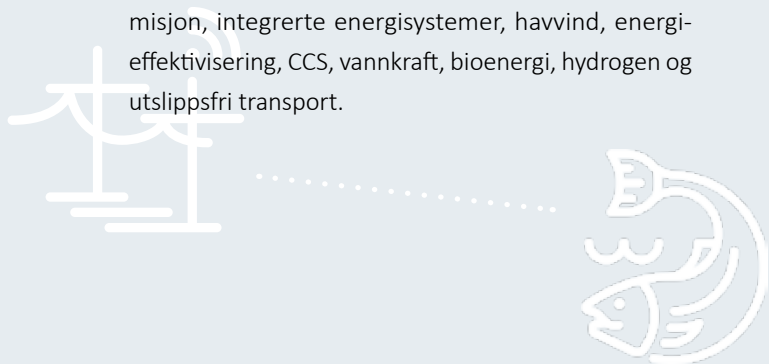 misjon, integrerte energisystemer, havvind, energi-
effektivisering, CCS, vannkraft, bioenergi, hydrogen og
utslippsfri transport.